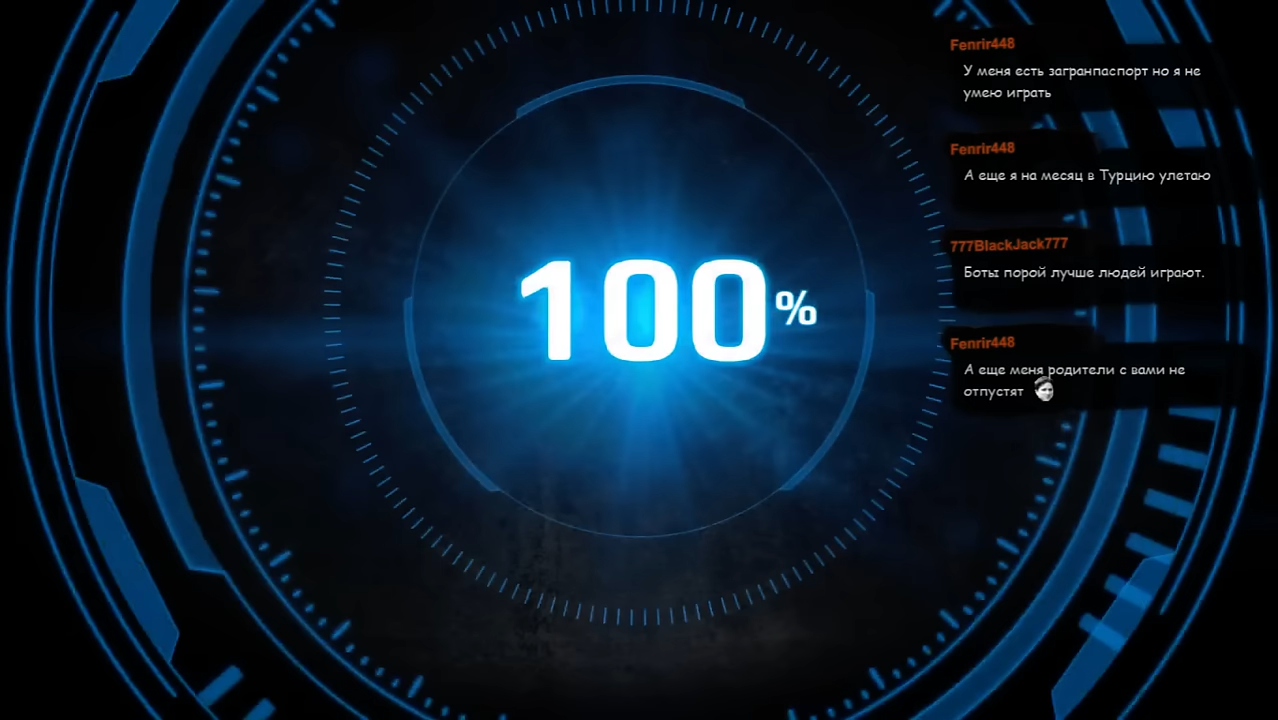 100%
Fenrir448
У меня есть загранпаспорт но я не
умею играть
Fenrir448
А еще я на месяц в Турцию улетаю
777BlackJack777
Боты порой лучше людей играют.
Fenrir448
А еще меня родители с вами не
отпустят